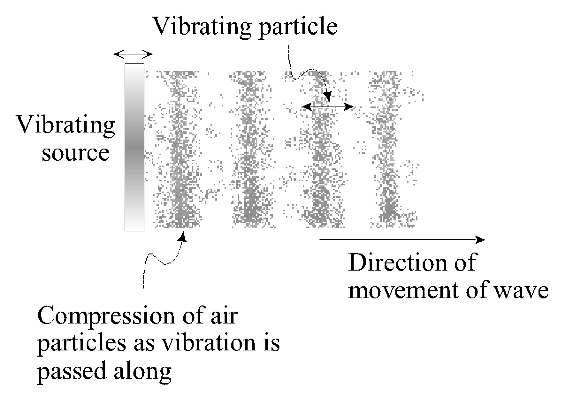 Vibrating particle
Vibrating
source
Direction of
movement of wave
Compression of air
particles as vibration is
passed along